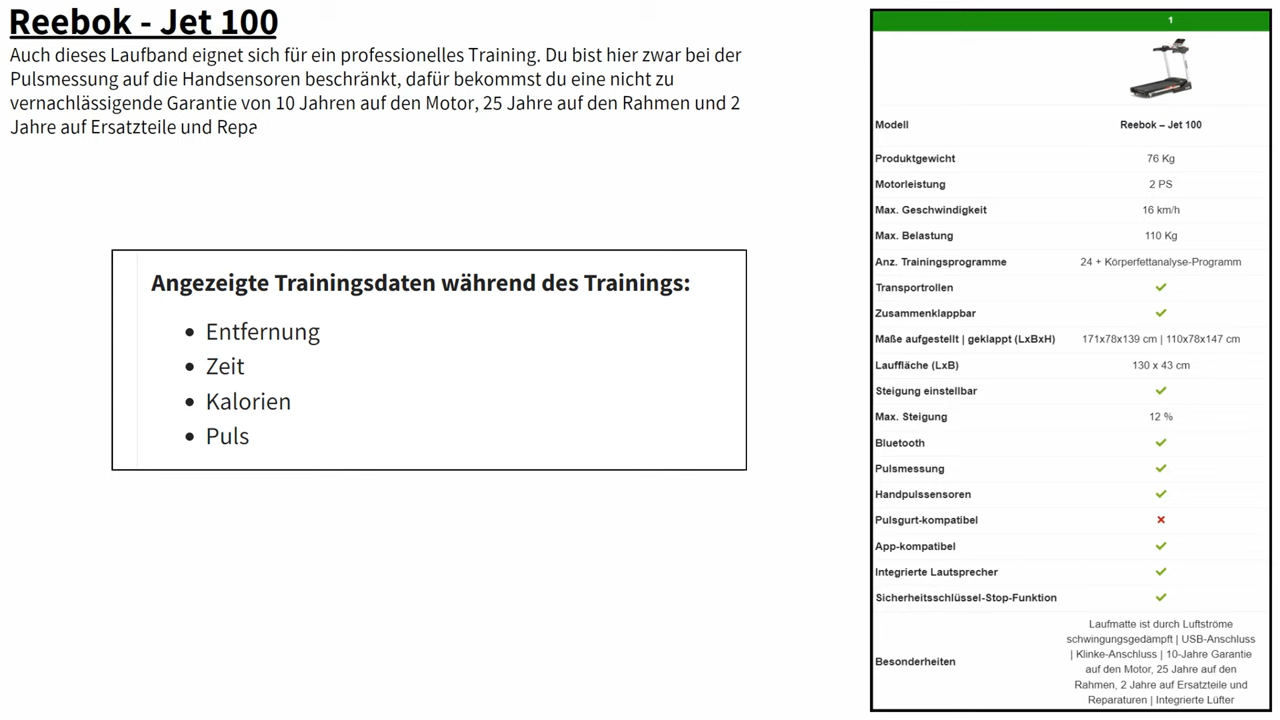 Reebok - Jet 100
Auch dieses Laufband eignet sich für ein professionelles Training. Du bist hier zwar bei der
Pulsmessung auf die Handsensoren beschränkt, dafür bekommst du eine nicht zu
vernachlässigende Garantie von 10 Jahren auf den Motor, 25 Jahre auf den Rahmen und 2
Jahre auf Ersatzteile und Repa
Angezeigte Trainingsdaten während des Trainings:
• Entfernung
• Zeit
• Kalorien
• Puls
1
Modell Reebok – Jet 100
Produktgewicht 76 Kg
Motorleistung 2 PS
Max. Geschwindigkeit 16 km/h
Max. Belastung 110 Kg
Anz. Trainingsprogramme 24 + Körperfettanalyse-Programm
Transportrollen ✓
Zusammenklappbar ✓
Maße aufgestellt | geklappt (LxBxH) 171x78x139 cm | 110x78x147 cm
Lauffläche (LxB) 130 x 43 cm
Steigung einstellbar ✓
Max. Steigung 12 %
Bluetooth ✓
Pulsmessung ✓
Handpulssensoren ✓
Pulsgurt-kompatibel ✕
App-kompatibel ✓
Integrierte Lautsprecher ✓
Sicherheitsschlüssel-Stop-Funktion ✓
Besonderheiten
Laufmatte ist durch Luftströme
schwingungsgedämpft | USB-Anschluss
| Klinke-Anschluss | 10-Jahre Garantie
auf den Motor, 25 Jahre auf den
Rahmen, 2 Jahre auf Ersatzteile und
Reparaturen | Integrierte Lüfter